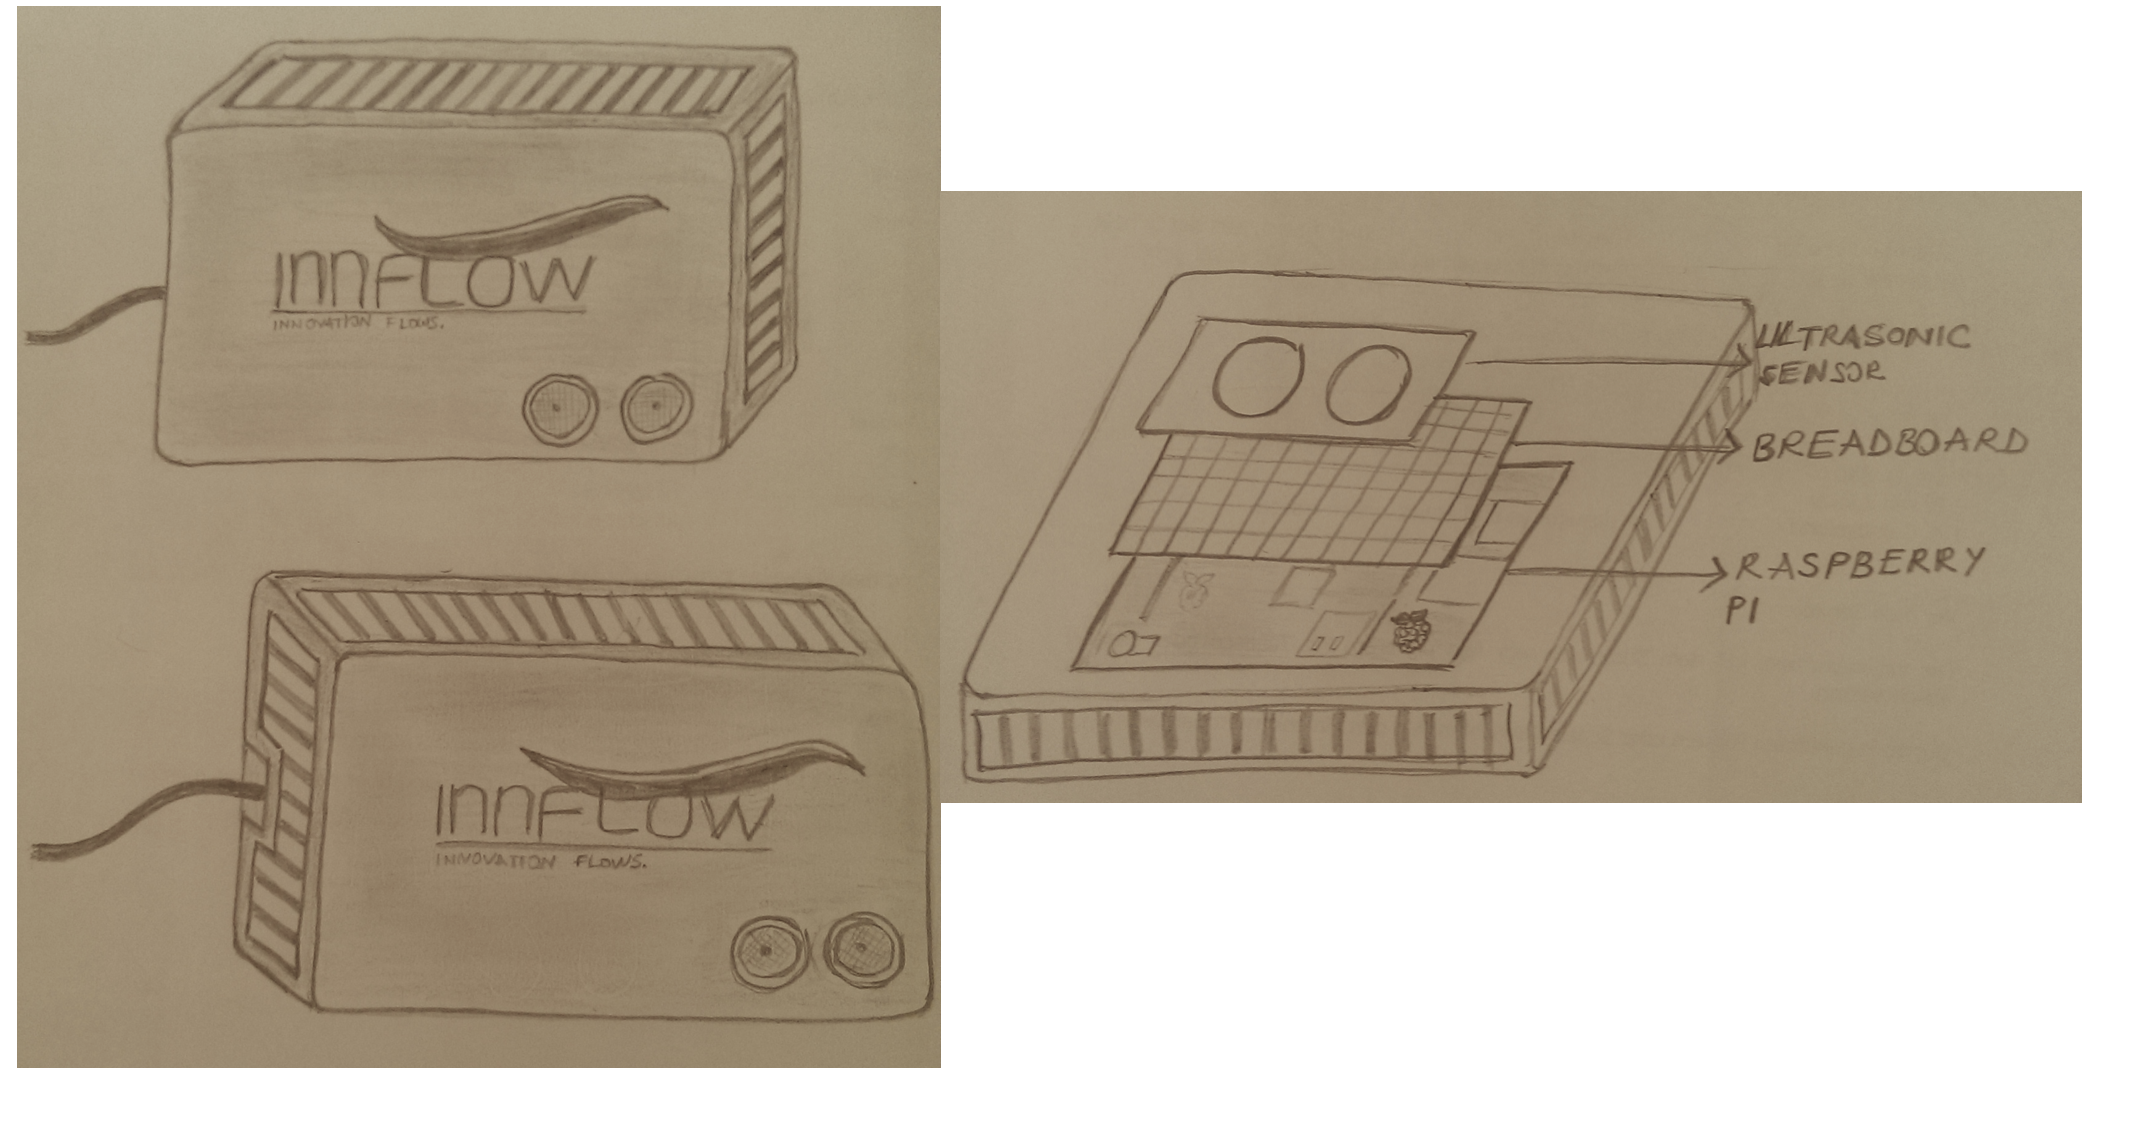 INNFLOW
INNOVATION FLOWS.
INNFLOW
INNOVATION FLOWS.
ULTRASONIC
SENSOR
BREADBOARD
RASPBERRY
PI